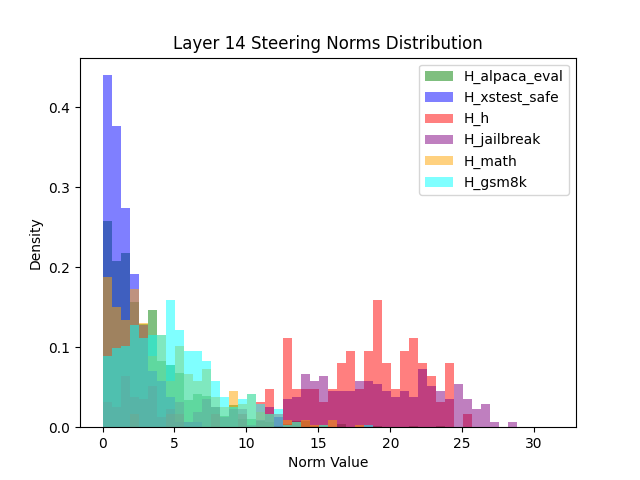 Layer 14 Steering Norms Distribution
H_alpaca_eval
H_xstest_safe
H_h
H_jailbreak
H_math
H_gsm8k
Density
0.4
0.3
0.2
0.1
0.0
0 5 10 15 20 25 30
Norm Value